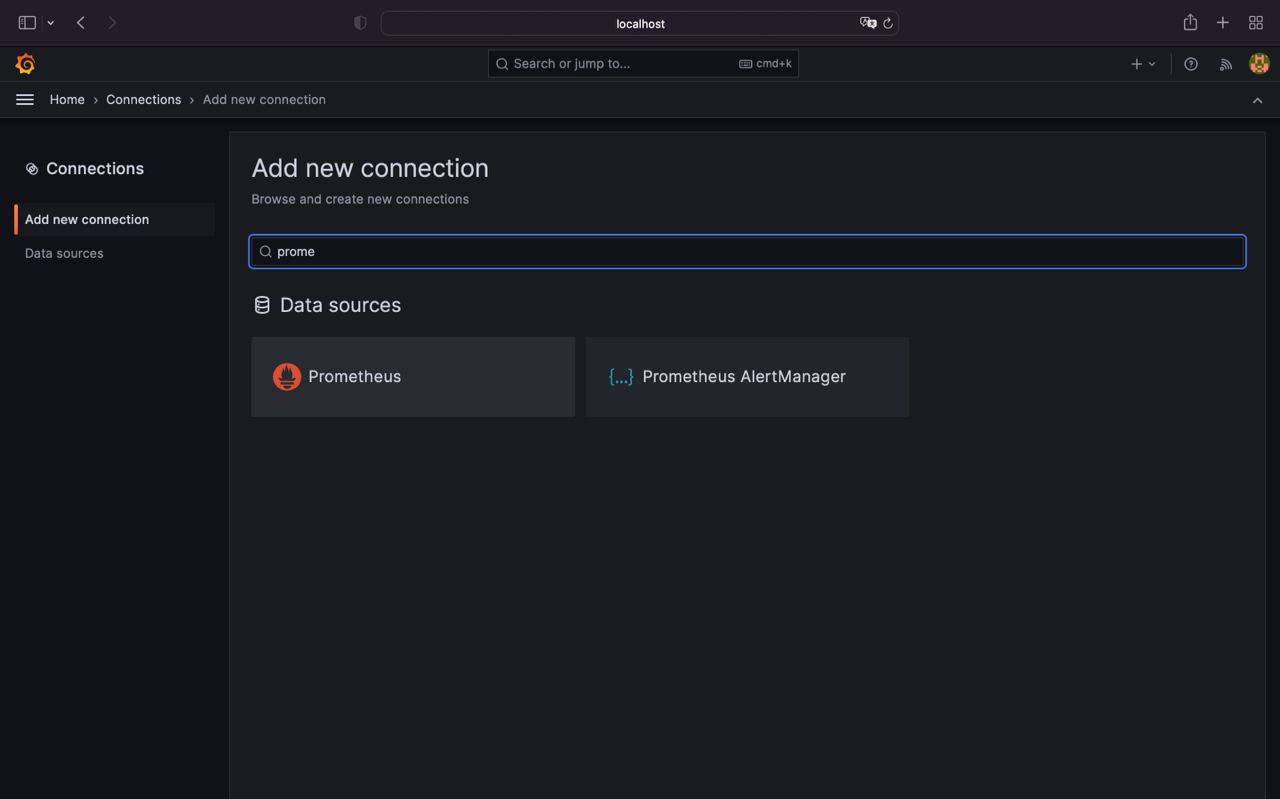 localhost
Search or jump to...
cmd+k
Home › Connections › Add new connection
Connections
Add new connection
Data sources
Add new connection
Browse and create new connections
prome
Data sources
Prometheus
{...} Prometheus AlertManager